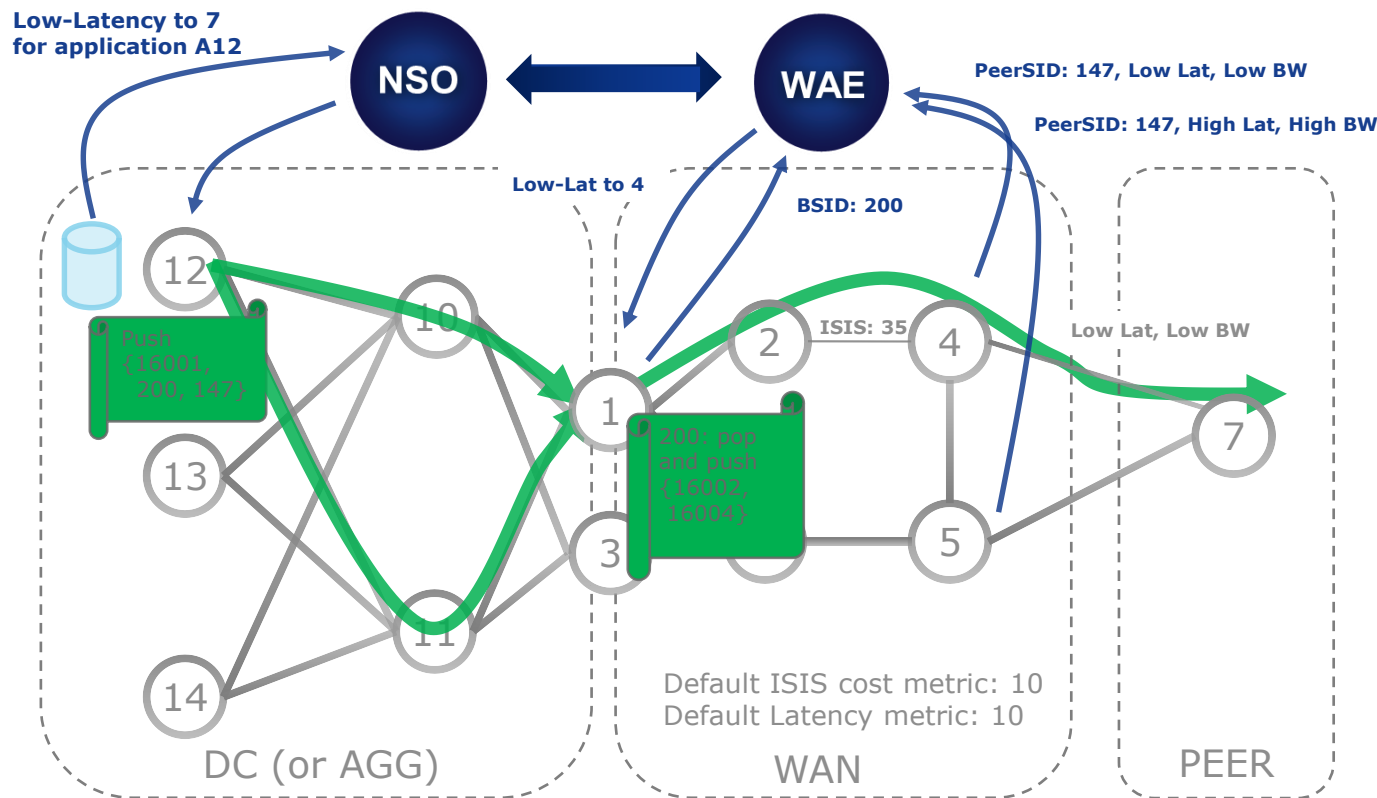 Low-Latency to 7
for application A12
NSO
WAE
PeerSID: 147, Low Lat, Low BW
PeerSID: 147, High Lat, High BW
Low-Lat to 4
BSID: 200
12
10
Push
{16001,
200, 147}
2
ISIS: 35
4
Low Lat, Low BW
1
7
200: pop
and push
{16002,
16004}
13
3
5
11
14
Default ISIS cost metric: 10
Default Latency metric: 10
DC (or AGG)
WAN
PEER